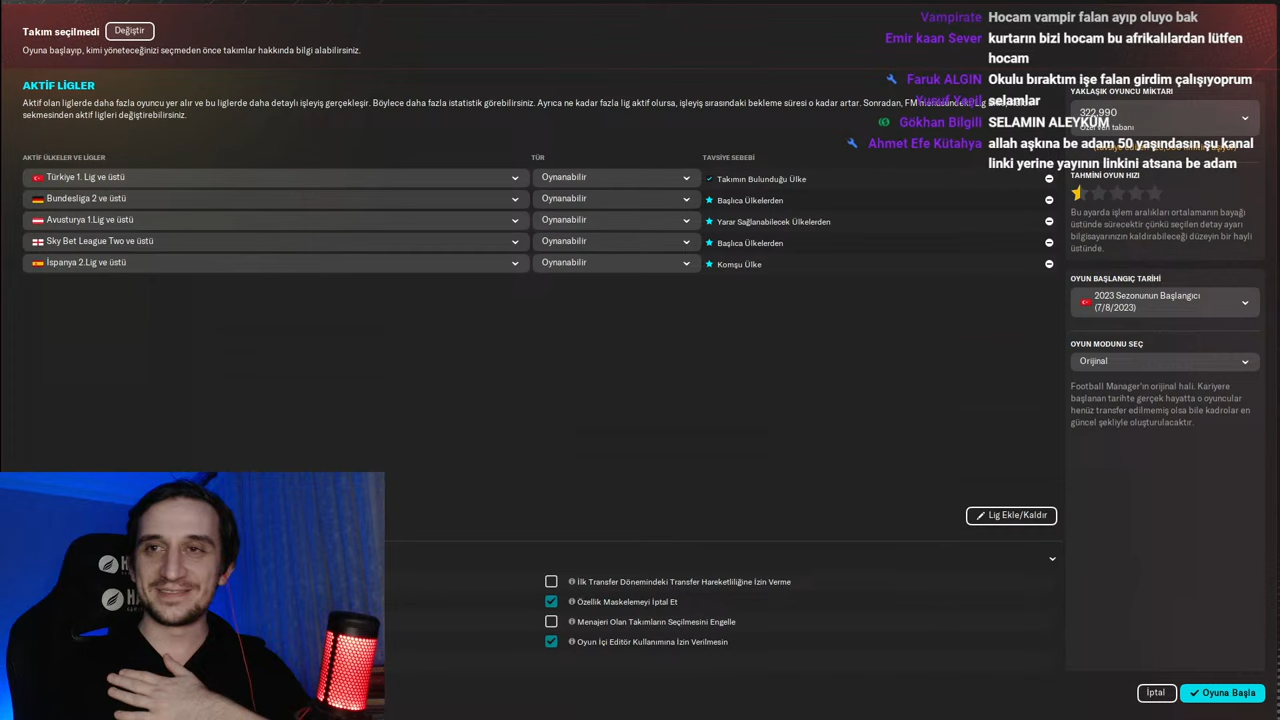 Takım seçilmedi
Değiştir
Oyuna başlayıp, kimi yöneteceğinizi seçmeden önce takımlar hakkında bilgi alabilirsiniz.
Vampirate Hocam vampir falan ayıp oluyo bak
Emir kaan Sever kurtarın bizi hocam bu afrikalılardan lütfen
hocam
Faruk ALGIN Okulu bıraktım işe falan girdim çalışıyoprum
selamlar
Gökhan Bilgili SELAMIN ALEYKÜM
Ahmet Efe Kütahya allah aşkına be adam 50 yaşındasın şu kanal
linki yerine yayının linkini atsana be adam
AKTİF LİGLER
Aktif olan liglerde daha fazla oyuncu yer alır ve bu liglerde daha detaylı işleyiş gerçekleşir. Böylece daha fazla istatistik görebilirsiniz. Ayrıca ne kadar fazla lig aktif olursa, işleyiş sırasındaki bekleme süresi o kadar artar. Sonradan, FM
sekmesinden aktif ligleri değiştirebilirsiniz.
AKTİF ÜLKELER VE LİGLER
TÜR
TAVSİYE SEBEBİ
Türkiye 1. Lig ve üstü
Oynanabilir
Takımın Bulunduğu Ülke
Bundesliga 2 ve üstü
Oynanabilir
Başlıca Ülkelerden
Avusturya 1.Lig ve üstü
Oynanabilir
Yarar Sağlanabilecek Ülkelerden
Sky Bet League Two ve üstü
Oynanabilir
Başlıca Ülkelerden
İspanya 2.Lig ve üstü
Oynanabilir
Komşu Ülke
YAKLAŞIK OYUNCU MİKTARI
322,990
Özel veri tabanı
TAHMİNİ OYUN HIZI
Bu ayarda işlem aralıkları ortalamanın bayağı
üstünde sürecektir çünkü seçilen detay ayarı
bilgisayarınızın kaldırabileceği düzeyin bir hayli
üstünde.
OYUN BAŞLANGIÇ TARİHİ
2023 Sezonunun Başlangıcı
(7/8/2023)
OYUN MODUNU SEÇ
Orijinal
Football Manager'ın orijinal hali. Kariyere
başlanan tarihte gerçek hayatta o oyuncular
henüz transfer edilmemiş olsa bile kadrolar en
güncel şekliyle oluşturulacaktır.
Lig Ekle/Kaldır
İlk Transfer Dönemindeki Transfer Hareketliliğine İzin Verme
Özellik Maskelemeyi İptal Et
Menajeri Olan Takımların Seçilmesini Engelle
Oyun İçi Editör Kullanımına İzin Verilmesin
İptal
Oyuna Başla